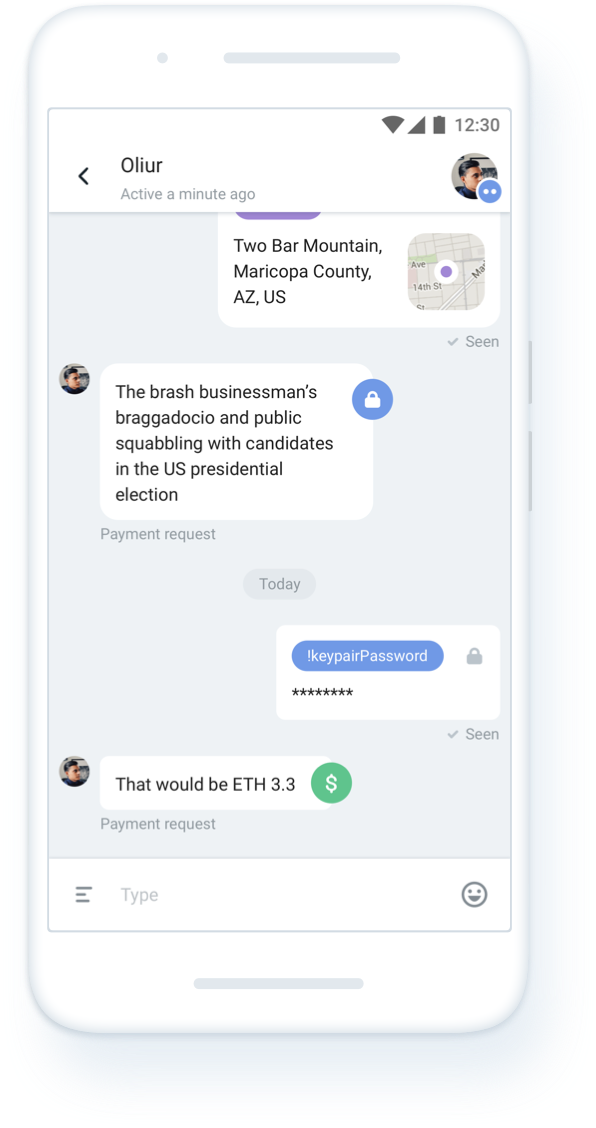 12:30
Oliur
Active a minute ago
Two Bar Mountain,
Maricopa County,
AZ, US
Ave
14th St
St
Seen
The brash businessman's
braggadocio and public
squabbling with candidates
in the US presidential
election
Payment request
Today
!keypairPassword
********
Seen
That would be ETH 3.3
$
Payment request
Type